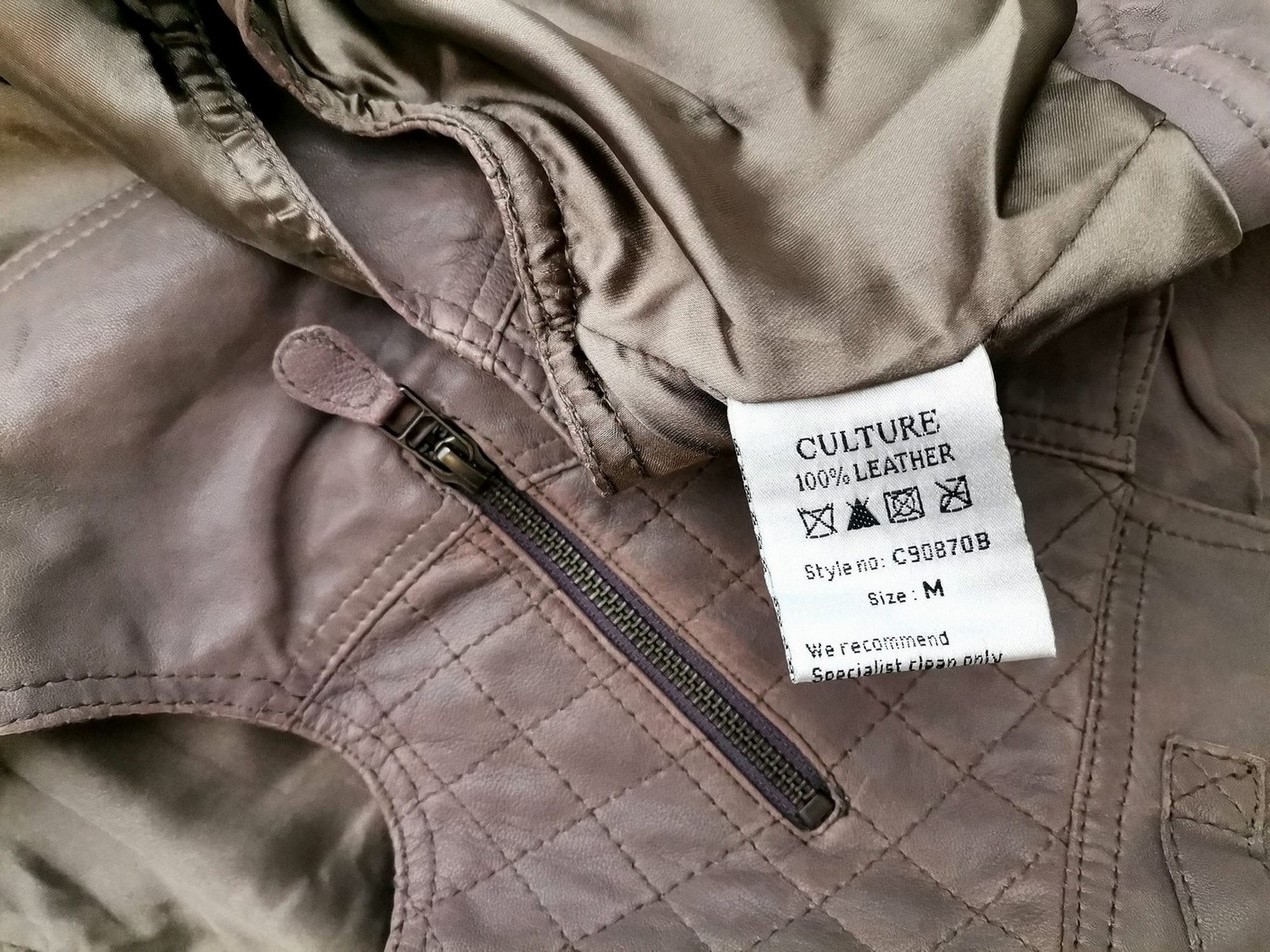 CULTURE
100% LEATHER
Style no: C90870B
Size : M
We recommend
Specialist clean only